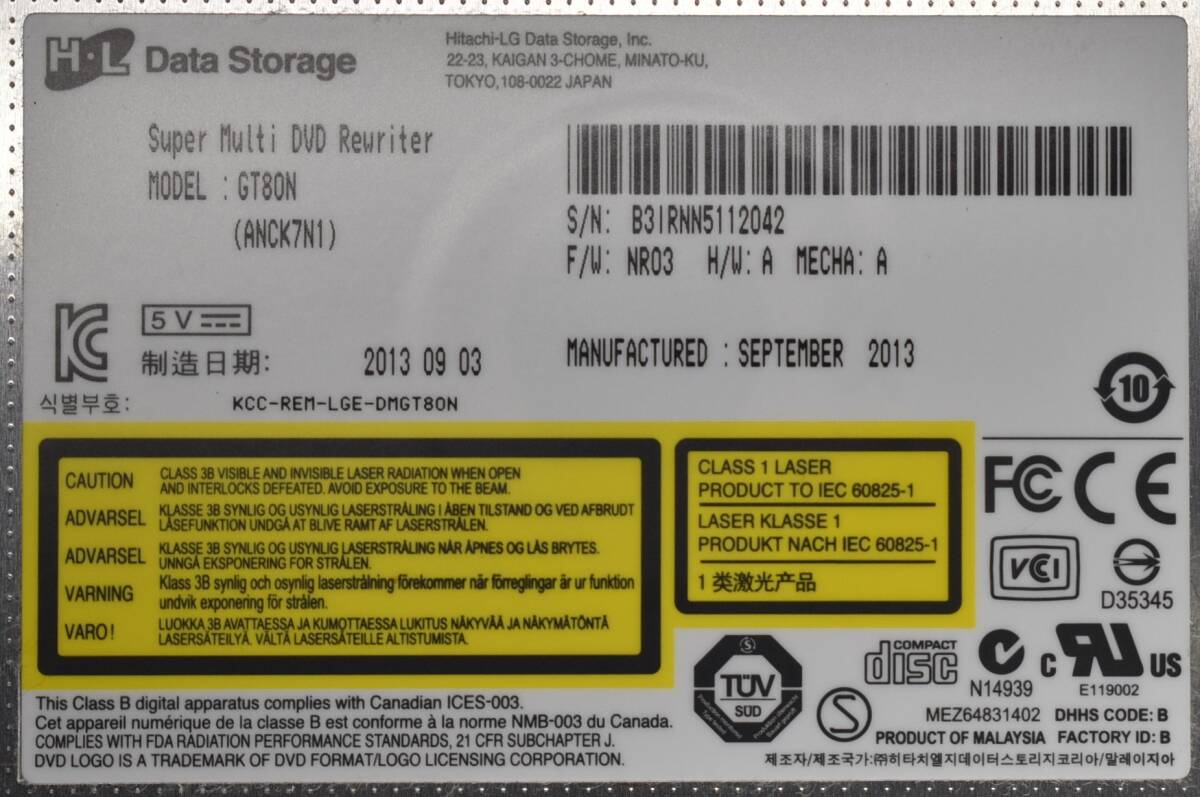 H·L Data Storage
Hitachi-LG Data Storage, Inc.
22-23, KAIGAN 3-CHOME, MINATO-KU,
TOKYO,108-0022 JAPAN
Super Multi DVD Rewriter
MODEL : GT80N
(ANCK7N1)
S/N: B3IRNN5112042
F/W: NR03 H/W: A MECHA: A
5 V
制造日期: 2013 09 03
MANUFACTURED : SEPTEMBER 2013
식별부호: KCC-REM-LGE-DMGT80N
10
CAUTION CLASS 3B VISIBLE AND INVISIBLE LASER RADIATION WHEN OPEN
AND INTERLOCKS DEFEATED. AVOID EXPOSURE TO THE BEAM.
ADVARSEL KLASSE 3B SYNLIG OG USYNLIG LASERSTRÅLING I ÅBEN TILSTAND OG VED AFBRUDT
LÅSEFUNKTION UNDGÅ AT BLIVE RAMT AF LASERSTRÅLEN.
ADVARSEL KLASSE 3B SYNLIG OG USYNLIG LASERSTRÅLING NÅR ÅPNES OG LÅS BRYTES.
UNNGÅ EKSPONERING FOR STRÅLEN.
VARNING Klass 3B synlig och osynlig laserstrålning förekommer när förreglingar är ur funktion
undvik exponering för strålen.
VARO! LUOKKA 3B AVATTAESSA JA KUMOTTAESSA LUKITUS NÄKYVÄÄ JA NÄKYMÄTÖNTÄ
LASERSÄTEILYÄ. VÄLTÄ LASERSÄTEILLE ALTISTUMISTA.
CLASS 1 LASER
PRODUCT TO IEC 60825-1
LASER KLASSE 1
PRODUKT NACH IEC 60825-1
1 类激光产品
FC CE
VCI
D35345
This Class B digital apparatus complies with Canadian ICES-003.
Cet appareil numérique de la classe B est conforme à la norme NMB-003 du Canada.
COMPLIES WITH FDA RADIATION PERFORMANCE STANDARDS, 21 CFR SUBCHAPTER J.
DVD LOGO IS A TRADEMARK OF DVD FORMAT/LOGO LICENSING CORPORATION.
TÜV
SÜD
S
COMPACT
disc
N14939
c RU US
E119002
MEZ64831402 DHHS CODE: B
PRODUCT OF MALAYSIA FACTORY ID: B
제조자/제조국가:㈜히타치엘지데이터스토리지코리아/말레이지아